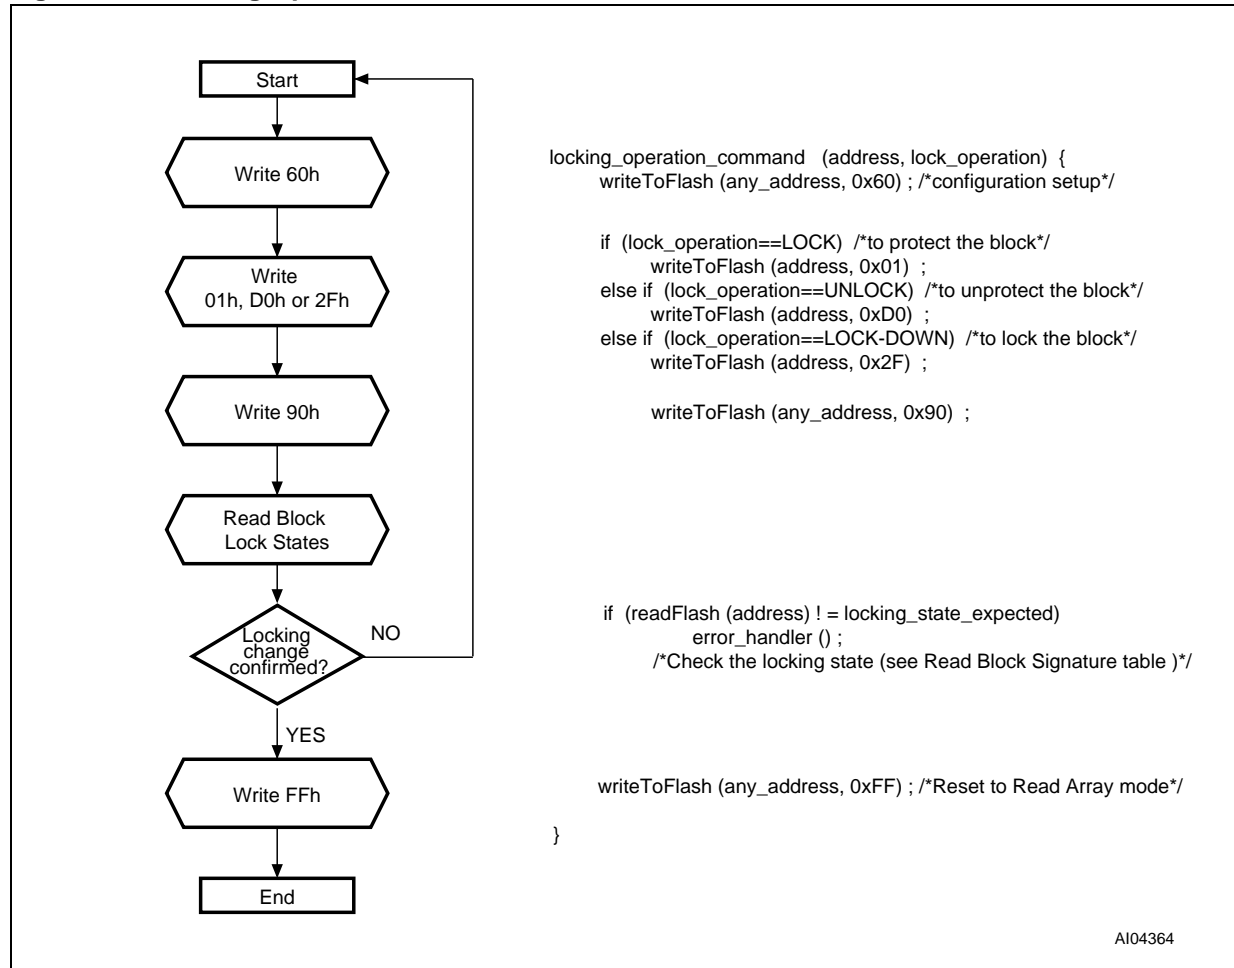 Start
Write 60h
Write
01h, D0h or 2Fh
Write 90h
Read Block
Lock States
Locking
change
confirmed?
NO
YES
Write FFh
End
locking_operation_command (address, lock_operation) {
writeToFlash (any_address, 0x60) ; /*configuration setup*/
if (lock_operation==LOCK) /*to protect the block*/
writeToFlash (address, 0x01) ;
else if (lock_operation==UNLOCK) /*to unprotect the block*/
writeToFlash (address, 0xD0) ;
else if (lock_operation==LOCK-DOWN) /*to lock the block*/
writeToFlash (address, 0x2F) ;
writeToFlash (any_address, 0x90) ;
if (readFlash (address) ! = locking_state_expected)
error_handler () ;
/*Check the locking state (see Read Block Signature table )*/
writeToFlash (any_address, 0xFF) ; /*Reset to Read Array mode*/
}
AI04364